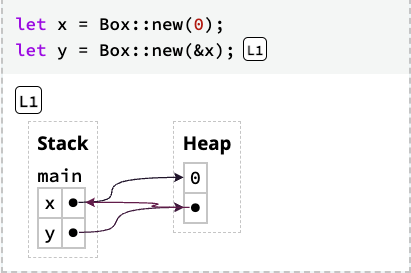 let x = Box::new(0);
let y = Box::new(&x); L1
L1
Stack Heap
main
x 0
y